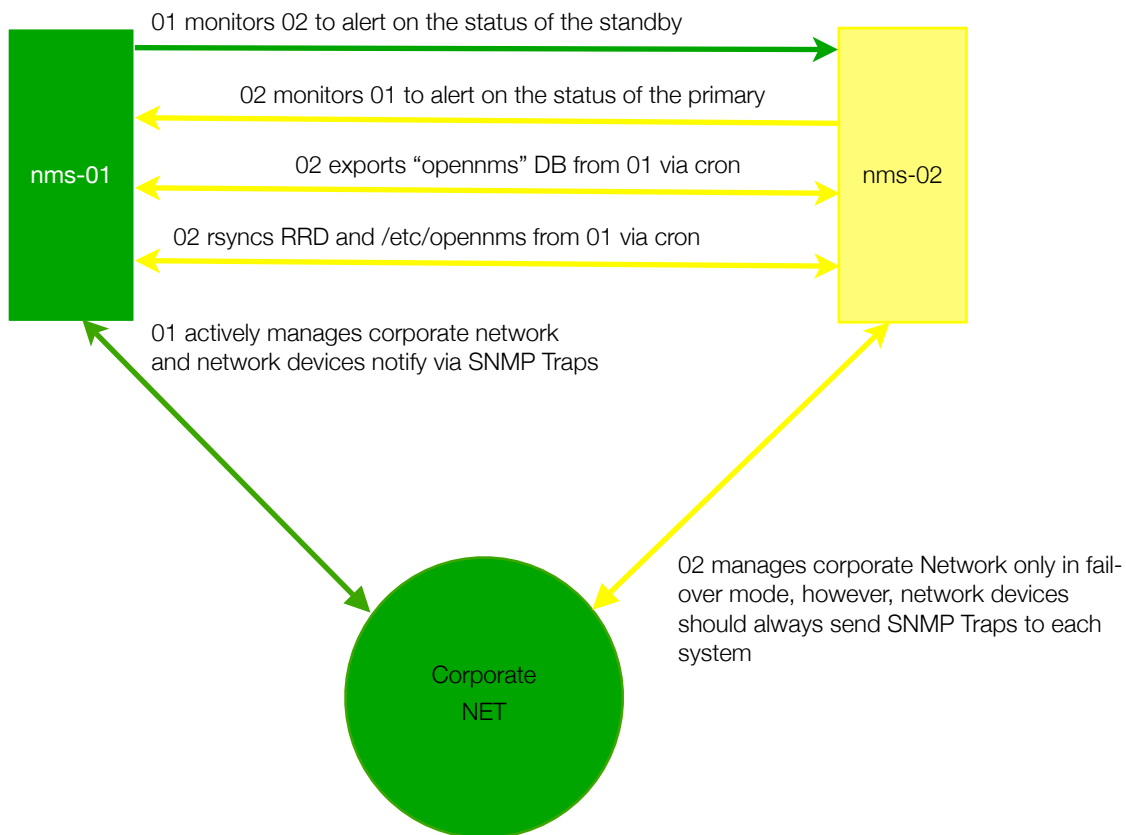 01 monitors 02 to alert on the status of the standby
02 monitors 01 to alert on the status of the primary
nms-01
02 exports “opennms” DB from 01 via cron
nms-02
02 rsyncs RRD and /etc/opennms from 01 via cron
01 actively manages corporate network
and network devices notify via SNMP Traps
02 manages corporate Network only in fail-
over mode, however, network devices
should always send SNMP Traps to each
system
Corporate
NET